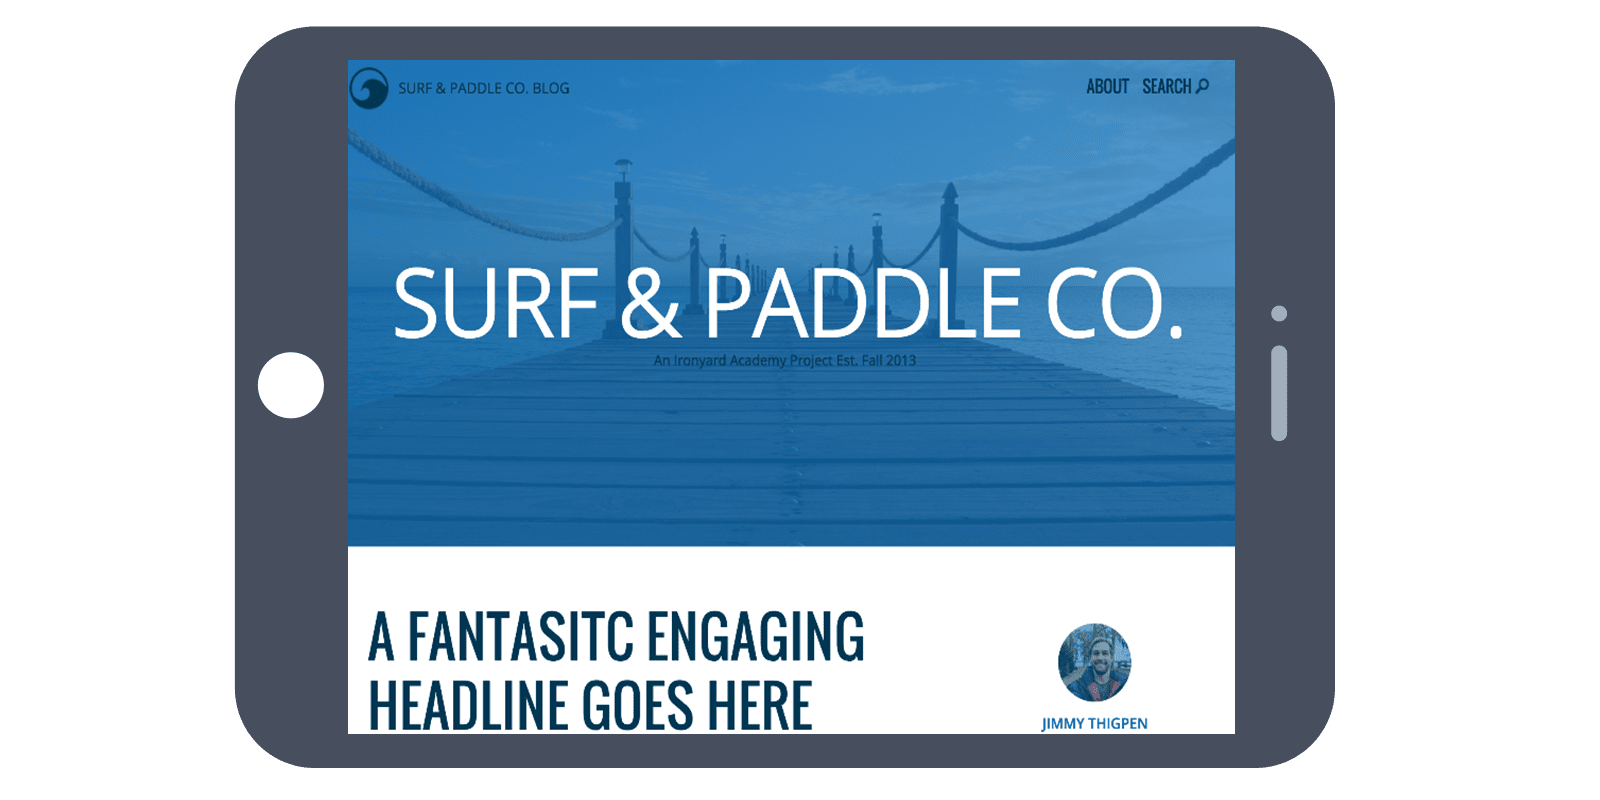 SURF & PADDLE CO. BLOG
ABOUT SEARCH
SURF & PADDLE CO.
An Ironyard Academy Project Est. Fall 2013
A FANTASITC ENGAGING
HEADLINE GOES HERE
JIMMY THIGPEN